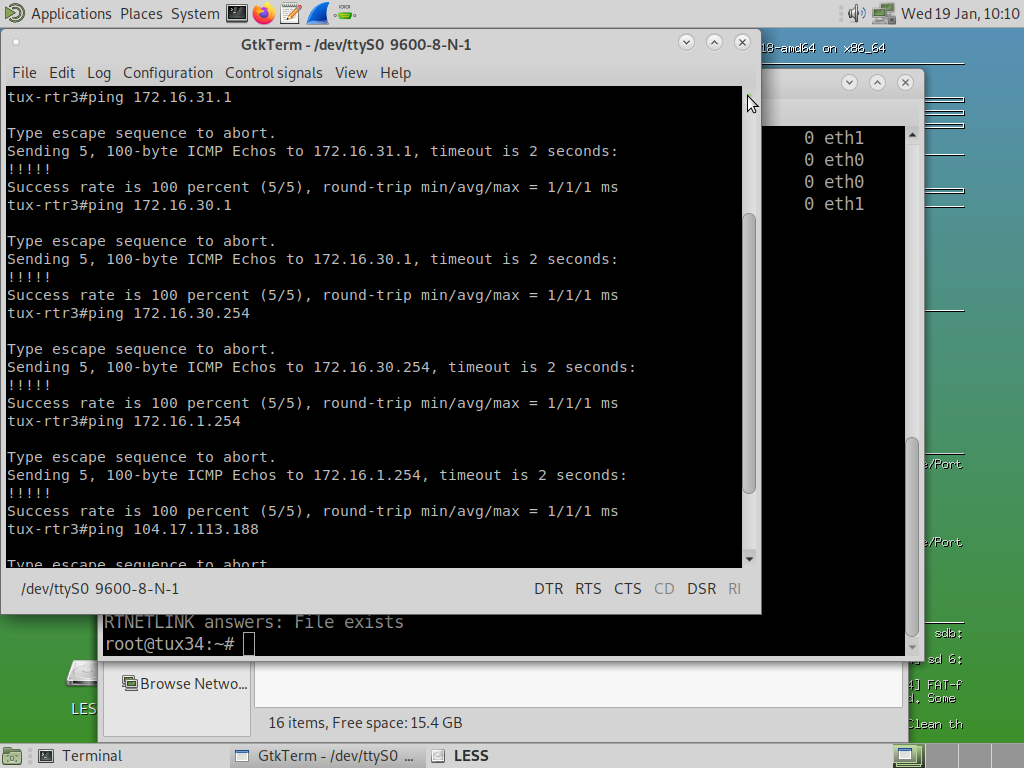 Applications Places System Wed 19 Jan, 10:10
GtkTerm - /dev/ttyS0 9600-8-N-1
18-amd64 on x86_64
File Edit Log Configuration Control signals View Help
tux-rtr3#ping 172.16.31.1
Type escape sequence to abort.
Sending 5, 100-byte ICMP Echos to 172.16.31.1, timeout is 2 seconds:
!!!!!
Success rate is 100 percent (5/5), round-trip min/avg/max = 1/1/1 ms
tux-rtr3#ping 172.16.30.1
Type escape sequence to abort.
Sending 5, 100-byte ICMP Echos to 172.16.30.1, timeout is 2 seconds:
!!!!!
Success rate is 100 percent (5/5), round-trip min/avg/max = 1/1/1 ms
tux-rtr3#ping 172.16.30.254
Type escape sequence to abort.
Sending 5, 100-byte ICMP Echos to 172.16.30.254, timeout is 2 seconds:
!!!!!
Success rate is 100 percent (5/5), round-trip min/avg/max = 1/1/1 ms
tux-rtr3#ping 172.16.1.254
Type escape sequence to abort.
Sending 5, 100-byte ICMP Echos to 172.16.1.254, timeout is 2 seconds:
!!!!!
Success rate is 100 percent (5/5), round-trip min/avg/max = 1/1/1 ms
tux-rtr3#ping 104.17.113.188
Type escape sequence to abort
/dev/ttyS0 9600-8-N-1 DTR RTS CTS CD DSR RI
0 eth1
0 eth0
0 eth0
0 eth1
e/Port
e/Port
RTNETLINK answers: File exists
root@tux34:~#
sdb:
] sd 6:
4] FAT-f
d. Some
Clean th
LES
Browse Netwo...
16 items, Free space: 15.4 GB
Terminal
GtkTerm - /dev/ttyS0 ...
LESS